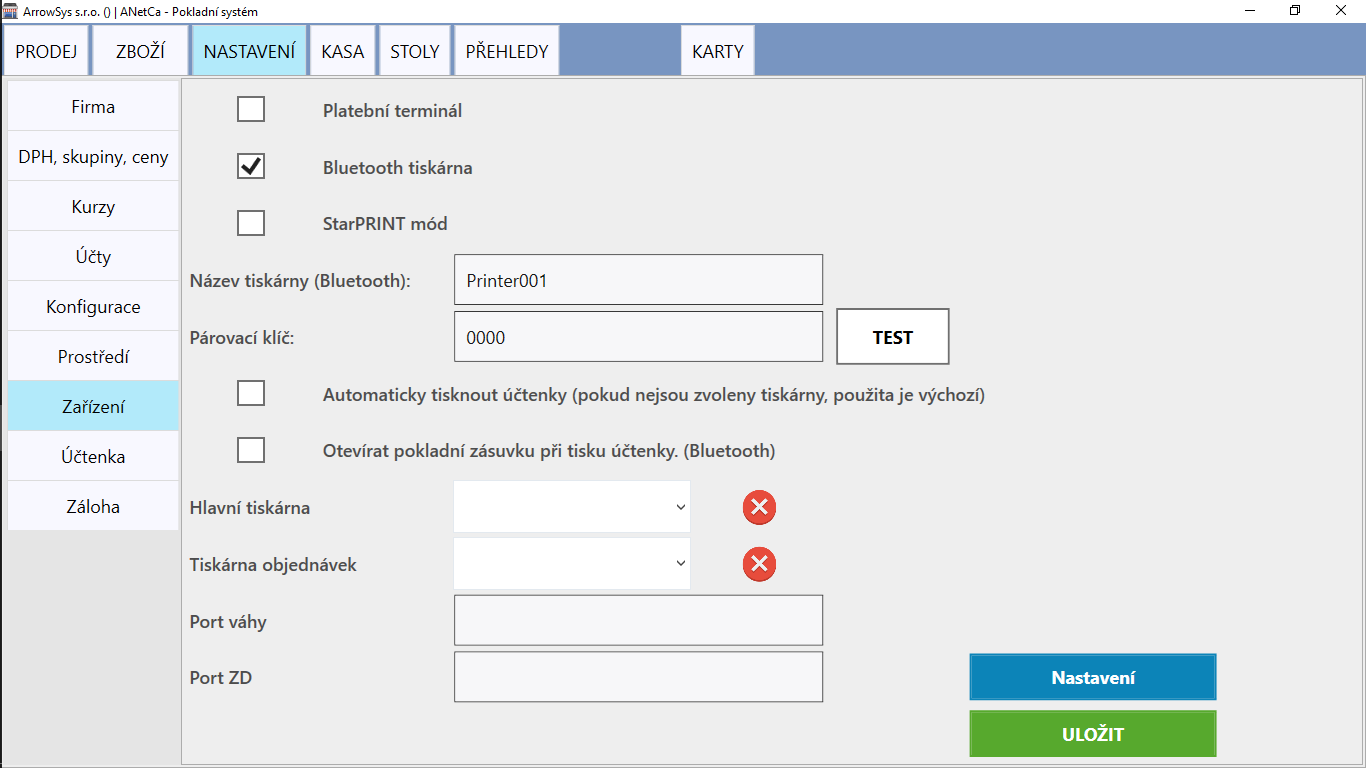 ArrowSys s.r.o. () | ANetCa - Pokladní systém
PRODEJ ZBOŽÍ NASTAVENÍ KASA STOLY PŘEHLEDY KARTY
Firma
DPH, skupiny, ceny
Kurzy
Účty
Konfigurace
Prostředí
Zařízení
Účtenka
Záloha
Platební terminál
Bluetooth tiskárna
StarPRINT mód
Název tiskárny (Bluetooth): Printer001
Párovací klíč: 0000 TEST
Automaticky tisknout účtenky (pokud nejsou zvoleny tiskárny, použita je výchozí)
Otevírat pokladní zásuvku při tisku účtenky. (Bluetooth)
Hlavní tiskárna
Tiskárna objednávek
Port váhy
Port ZD
Nastavení
ULOŽIT